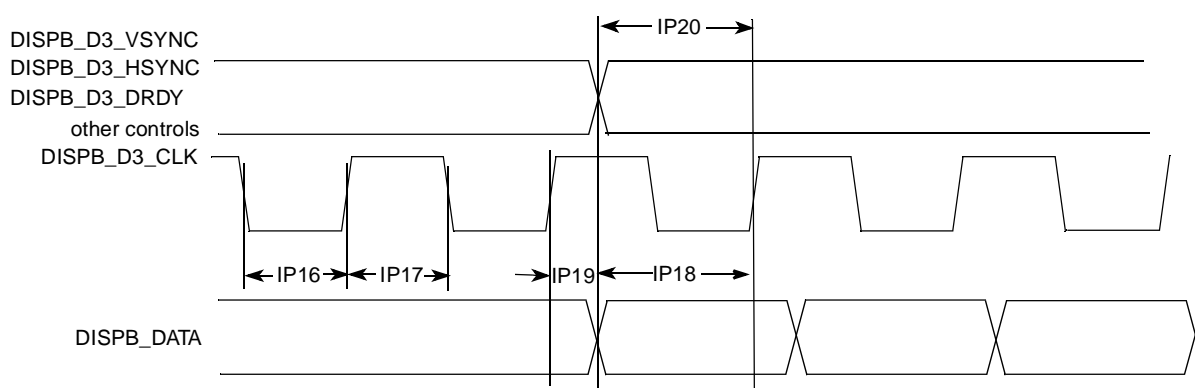 IP20
DISPB_D3_VSYNC
DISPB_D3_HSYNC
DISPB_D3_DRDY
other controls
DISPB_D3_CLK
IP16 IP17 IP19 IP18
DISPB_DATA